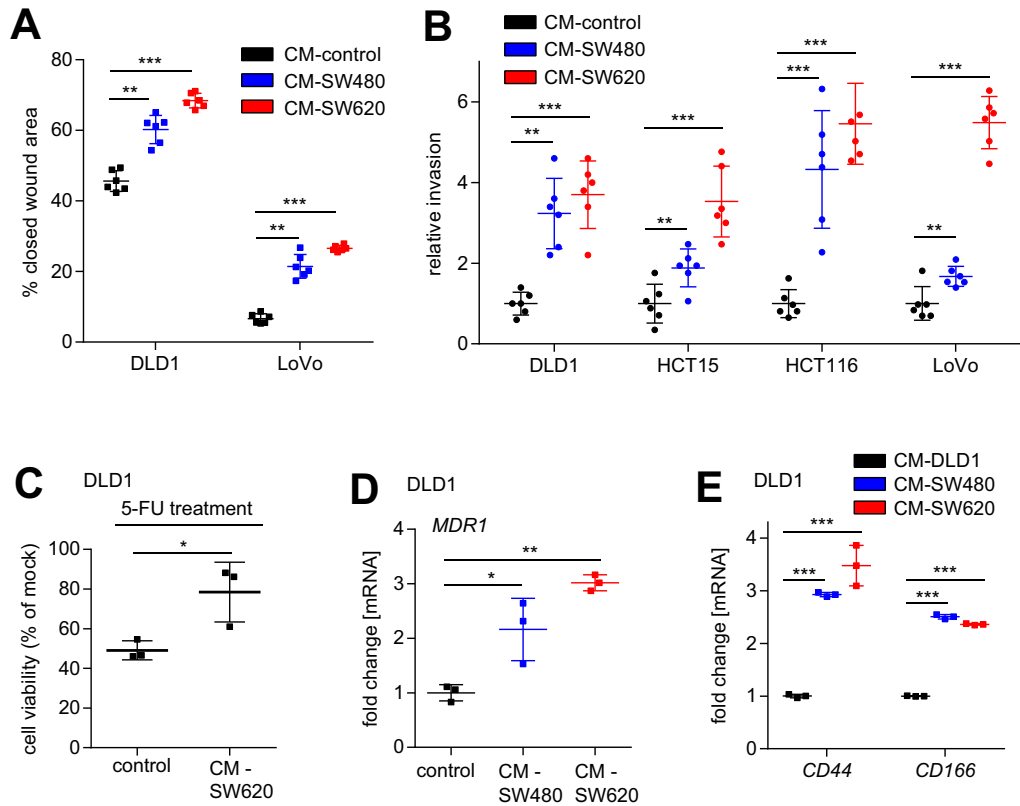 A
CM-control
CM-SW480
CM-SW620
% closed wound area
80
60
40
20
0
***
**
***
**
DLD1
LoVo
B
CM-control
CM-SW480
CM-SW620
relative invasion
6
4
2
0
***
**
***
**
***
***
***
**
DLD1
HCT15
HCT116
LoVo
C
DLD1
5-FU treatment
*
cell viability (% of mock)
100
80
60
40
20
0
control
CM -
SW620
D
DLD1
MDR1
**
*
fold change [mRNA]
4
3
2
1
0
control
CM -
SW480
CM -
SW620
E
DLD1
CM-DLD1
CM-SW480
CM-SW620
***
***
***
***
fold change [mRNA]
4
3
2
1
0
CD44
CD166